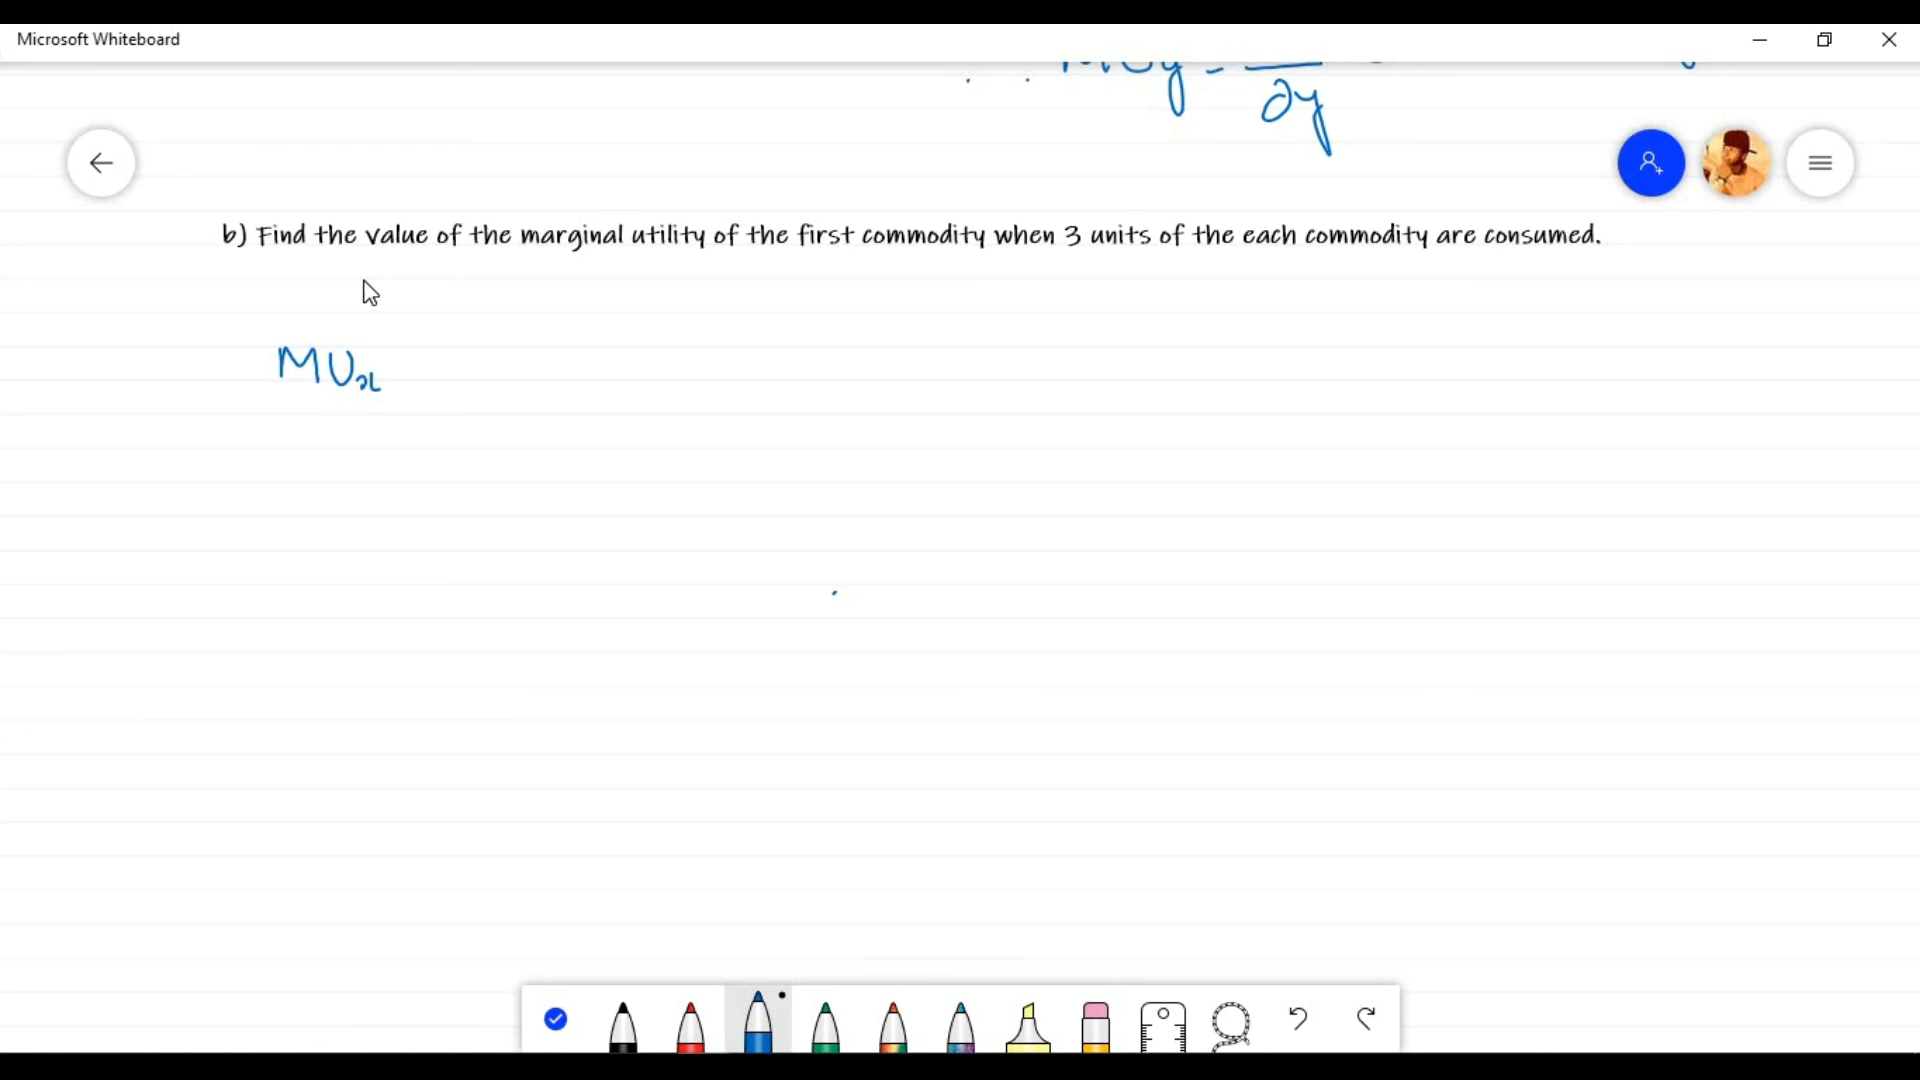 Microsoft Whiteboard
∂y
b) Find the value of the marginal utility of the first commodity when 3 units of the each commodity are consumed.
MUx